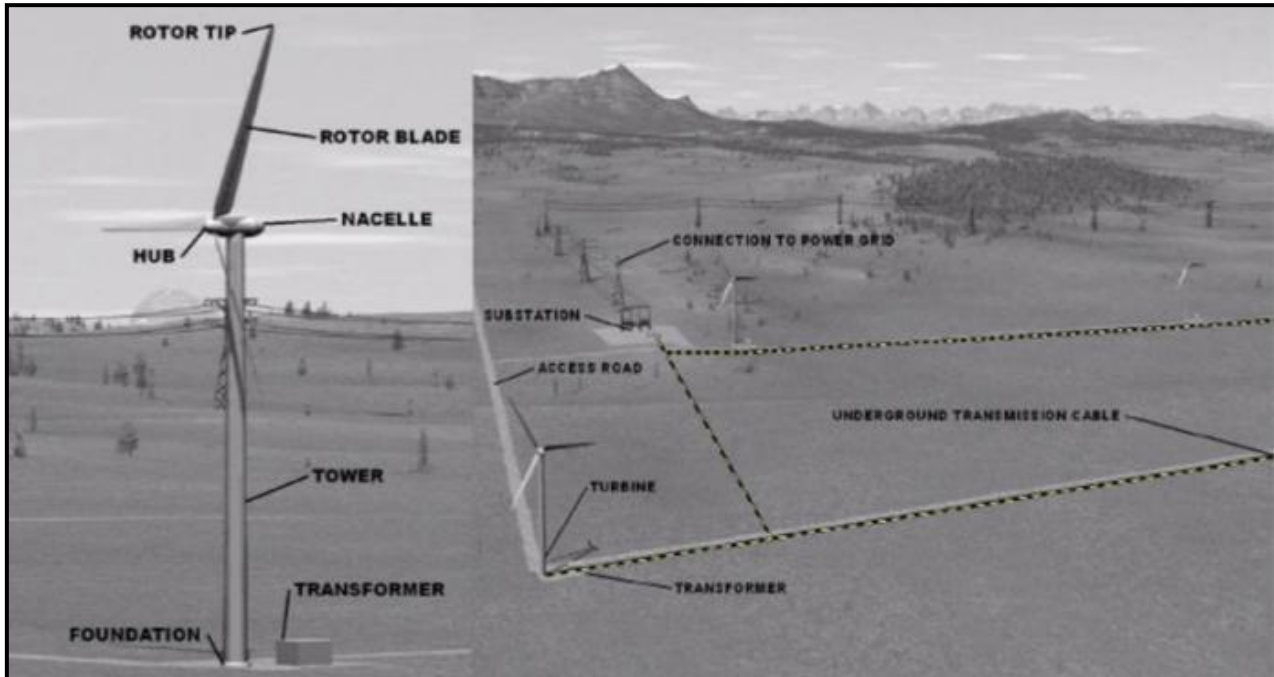 ROTOR TIP
ROTOR BLADE
NACELLE
HUB
TOWER
TRANSFORMER
FOUNDATION
CONNECTION TO POWER GRID
SUBSTATION
ACCESS ROAD
UNDERGROUND TRANSMISSION CABLE
TURBINE
TRANSFORMER